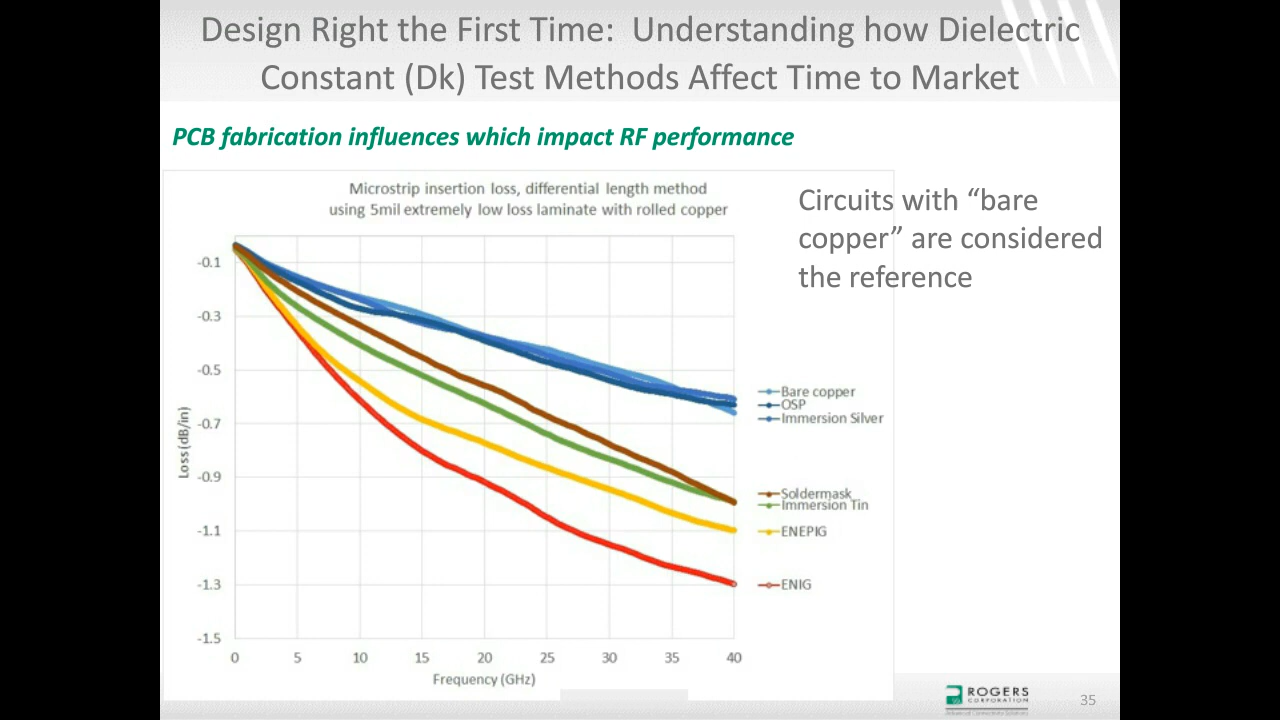 Design Right the First Time: Understanding how Dielectric
Constant (Dk) Test Methods Affect Time to Market
PCB fabrication influences which impact RF performance
Microstrip insertion loss, differential length method
using 5mil extremely low loss laminate with rolled copper
Circuits with “bare
copper” are considered
the reference
Loss (dB/in)
-0.1
-0.3
-0.5
-0.7
-0.9
-1.1
-1.3
-1.5
0 5 10 15 20 25 30 35 40
Frequency (GHz)
Bare copper
OSP
Immersion Silver
Soldermask
Immersion Tin
ENEPIG
ENIG
ROGERS
CORPORATION
Advanced Connectivity Solutions
35